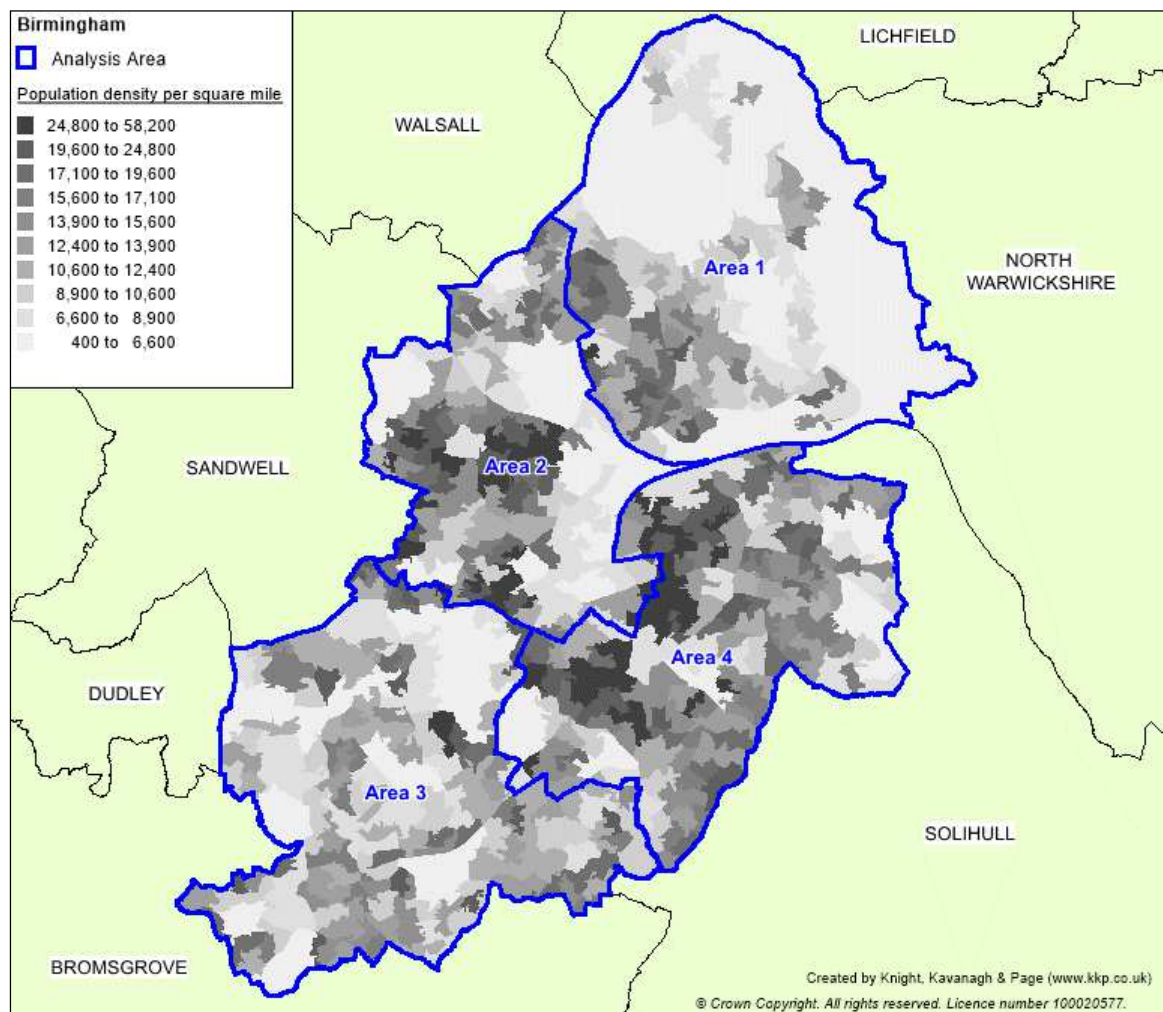 Birmingham
Analysis Area
Population density per square mile
24,800 to 58,200
19,600 to 24,800
17,100 to 19,600
15,600 to 17,100
13,900 to 15,600
12,400 to 13,900
10,600 to 12,400
8,900 to 10,600
6,600 to 8,900
400 to 6,600
LICHFIELD
WALSALL
NORTH
WARWICKSHIRE
Area 1
SANDWELL
Area 2
Area 4
DUDLEY
Area 3
SOLIHULL
BROMSGROVE
Created by Knight, Kavanagh & Page (www.kkp.co.uk)
© Crown Copyright. All rights reserved. Licence number 100020577.